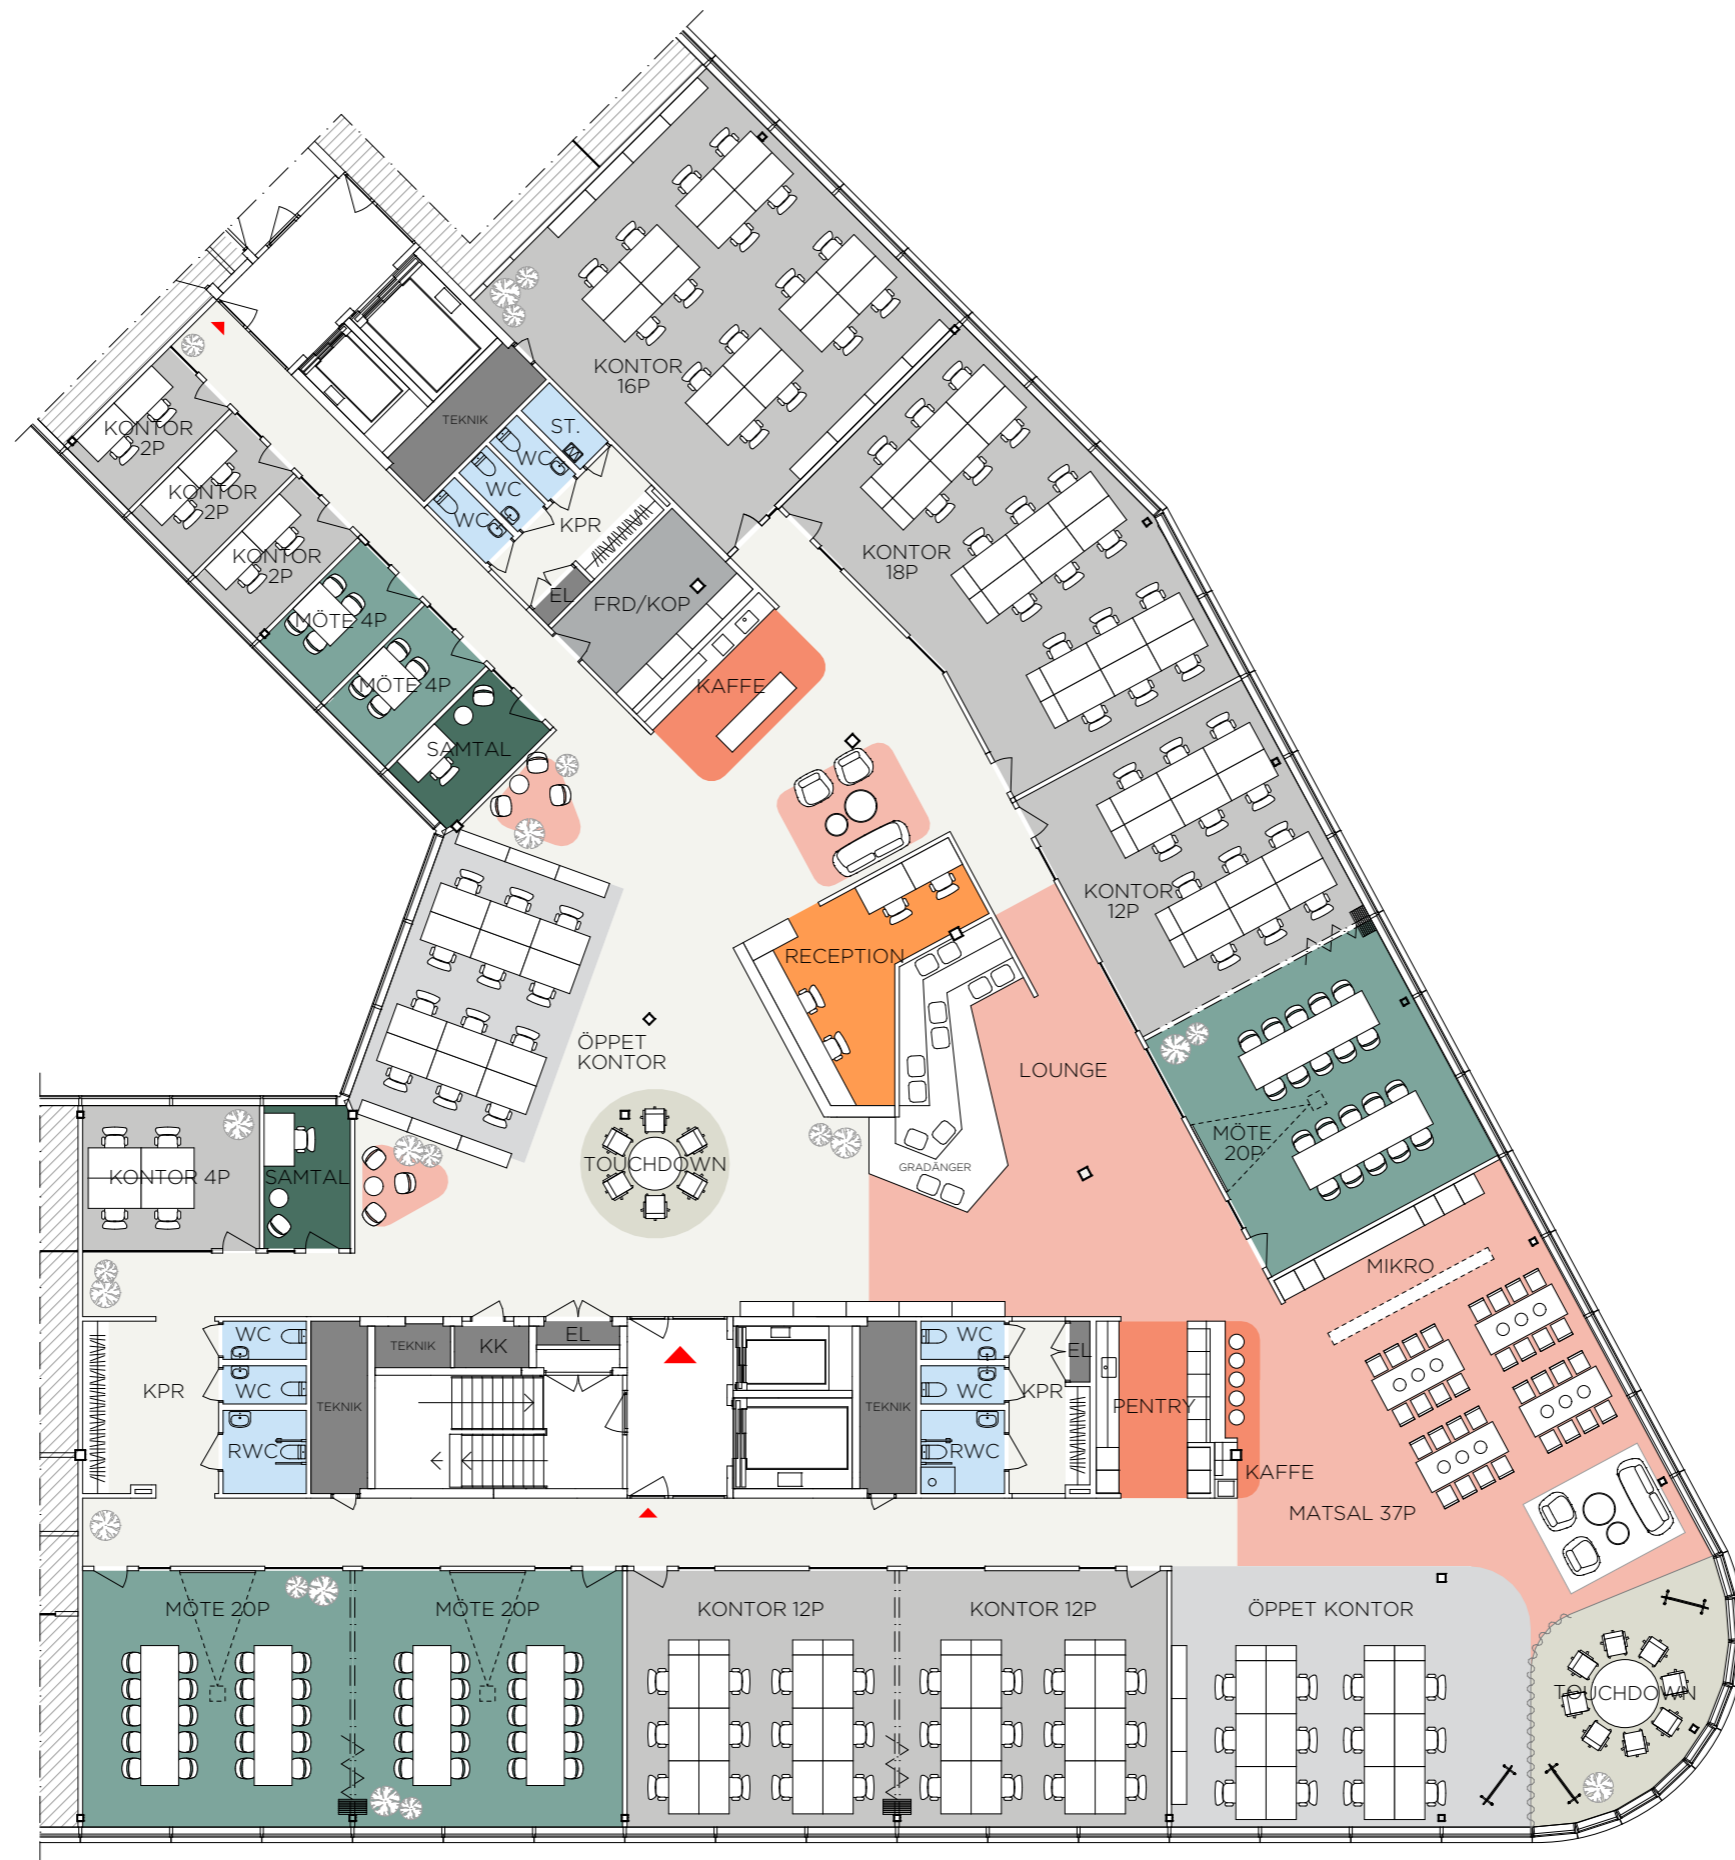 KONTOR
16P
TEKNIK
ST.
WC
WC
WC
KPR
EL
FRD/KOP
KAFFE
KONTOR
2P
KONTOR
2P
KONTOR
2P
MÖTE 4P
MÖTE 4P
SAMTAL
KONTOR
18P
KONTOR
12P
RECEPTION
ÖPPET
KONTOR
LOUNGE
GRADÄNGER
TOUCHDOWN
MÖTE
20P
KONTOR 4P
SAMTAL
MIKRO
WC
WC
RWC
KPR
TEKNIK
TEKNIK
KK
EL
TEKNIK
WC
WC
RWC
KPR
EL
PENTRY
KAFFE
MATSAL 37P
MÖTE 20P
MÖTE 20P
KONTOR 12P
KONTOR 12P
ÖPPET KONTOR
TOUCHDOWN